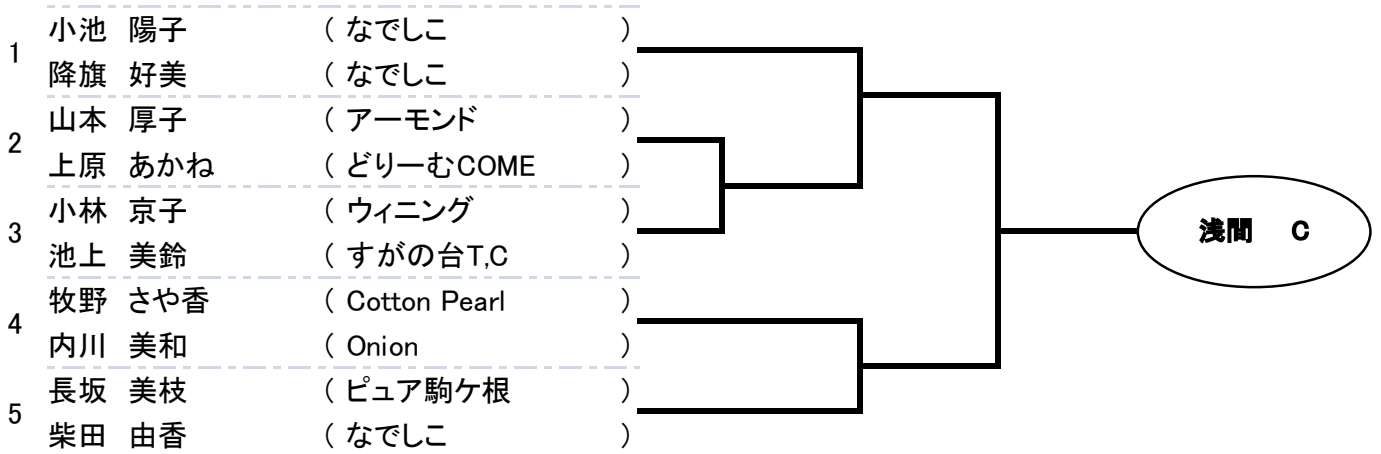 1
小池 陽子 ( なでしこ )
降旗 好美 ( なでしこ )
2
山本 厚子 ( アーモンド )
上原 あかね ( どりーむCOME )
3
小林 京子 ( ウィニング )
池上 美鈴 ( すがの台T,C )
4
牧野 さや香 ( Cotton Pearl )
内川 美和 ( Onion )
5
長坂 美枝 ( ピュア駒ケ根 )
柴田 由香 ( なでしこ )
浅間 C